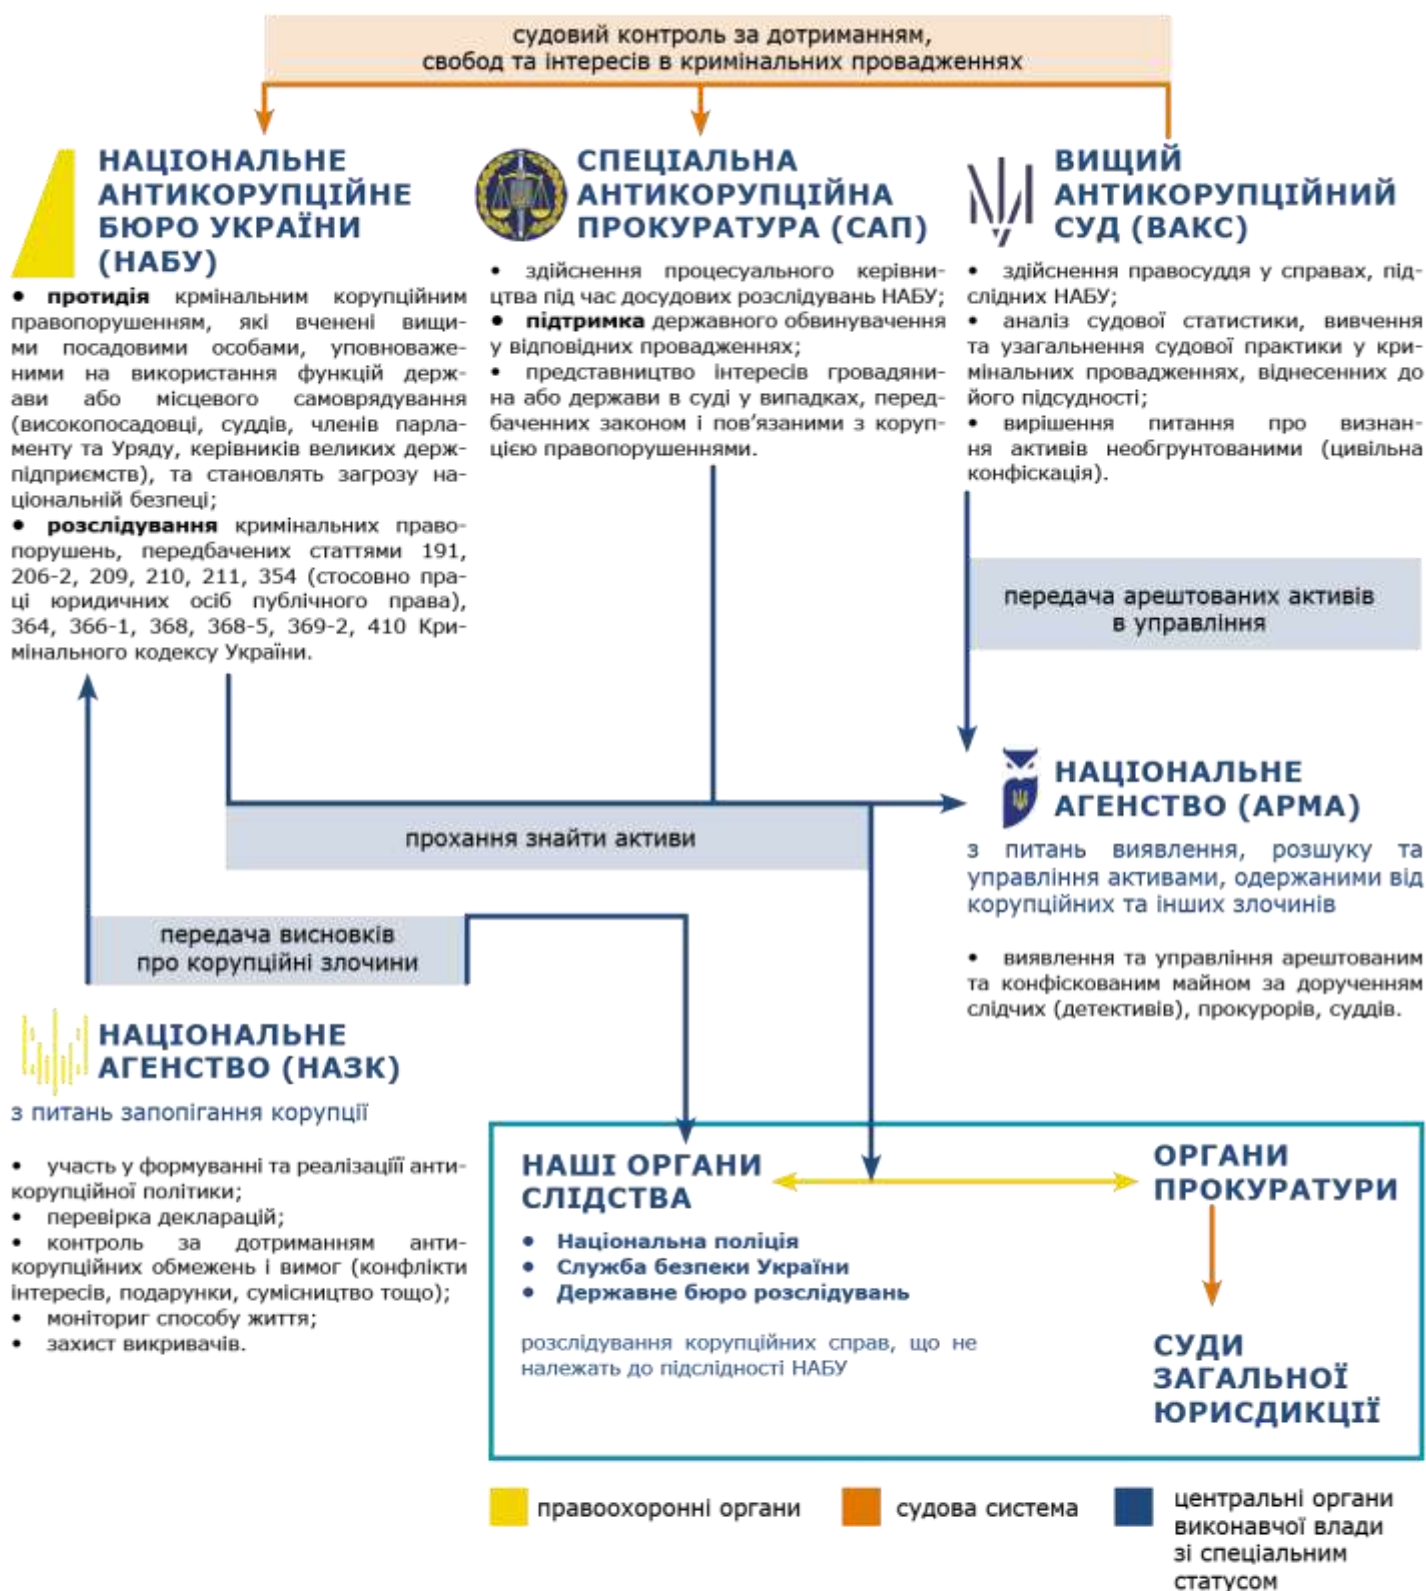 судовий контроль за дотриманням,
свобод та інтересів в кримінальних провадженнях
НАЦІОНАЛЬНЕ
АНТИКОРУПЦІЙНЕ
БЮРО УКРАЇНИ
(НАБУ)
• протидія крмінальним корупційним
правопорушенням, які вченені вищи-
ми посадовими особами, уповноваже-
ними на використання функцій держ-
ави або місцевого самоврядування
(високопосадовці, суддів, членів парла-
менту та Уряду, керівників великих держ-
підприємств), та становлять загрозу на-
ціональній безпеці;
• розслідування кримінальних право-
порушень, передбачених статтями 191,
206-2, 209, 210, 211, 354 (стосовно пра-
ці юридичних осіб публічного права),
364, 366-1, 368, 368-5, 369-2, 410 Кри-
мінального кодексу України.
СПЕЦІАЛЬНА
АНТИКОРУПЦІЙНА
ПРОКУРАТУРА (САП)
• здійснення процесуального керівни-
цтва під час досудових розслідувань НАБУ;
• підтримка державного обвинувачення
у відповідних провадженнях;
• представництво інтересів гровадяни-
на або держави в суді у випадках, перед-
баченних законом і пов’язаними з коруп-
цією правопорушеннями.
ВИЩИЙ
АНТИКОРУПЦІЙНИЙ
СУД (ВАКС)
• здійснення правосуддя у справах, під-
слідних НАБУ;
• аналіз судової статистики, вивчення
та узагальнення судової практики у кри-
мінальних провадженнях, віднесенних до
його підсудності;
• вирішення питання про визнан-
ня активів необгрунтованими (цивільна
конфіскація).
передача арештованих активів
в управління
НАЦІОНАЛЬНЕ
АГЕНСТВО (АРМА)
з питань виявлення, розшуку та
управління активами, одержаними від
корупційних та інших злочинів
• виявлення та управління арештованим
та конфіскованим майном за дорученням
слідчих (детективів), прокурорів, суддів.
прохання знайти активи
передача висновків
про корупційні злочини
НАЦІОНАЛЬНЕ
АГЕНСТВО (НАЗК)
з питань запопігання корупції
• участь у формуванні та реалізаціїї анти-
корупційної політики;
• перевірка декларацій;
• контроль за дотриманням анти-
корупційних обмежень і вимог (конфлікти
інтересів, подарунки, сумісництво тощо);
• моніториг способу життя;
• захист викривачів.
НАШІ ОРГАНИ
СЛІДСТВА
• Національна поліція
• Служба безпеки України
• Державне бюро розслідувань
розслідування корупційних справ, що не
належать до підслідності НАБУ
ОРГАНИ
ПРОКУРАТУРИ
СУДИ
ЗАГАЛЬНОЇ
ЮРИСДИКЦІЇ
правоохоронні органи
судова система
центральні органи
виконавчої влади
зі спеціальним
статусом